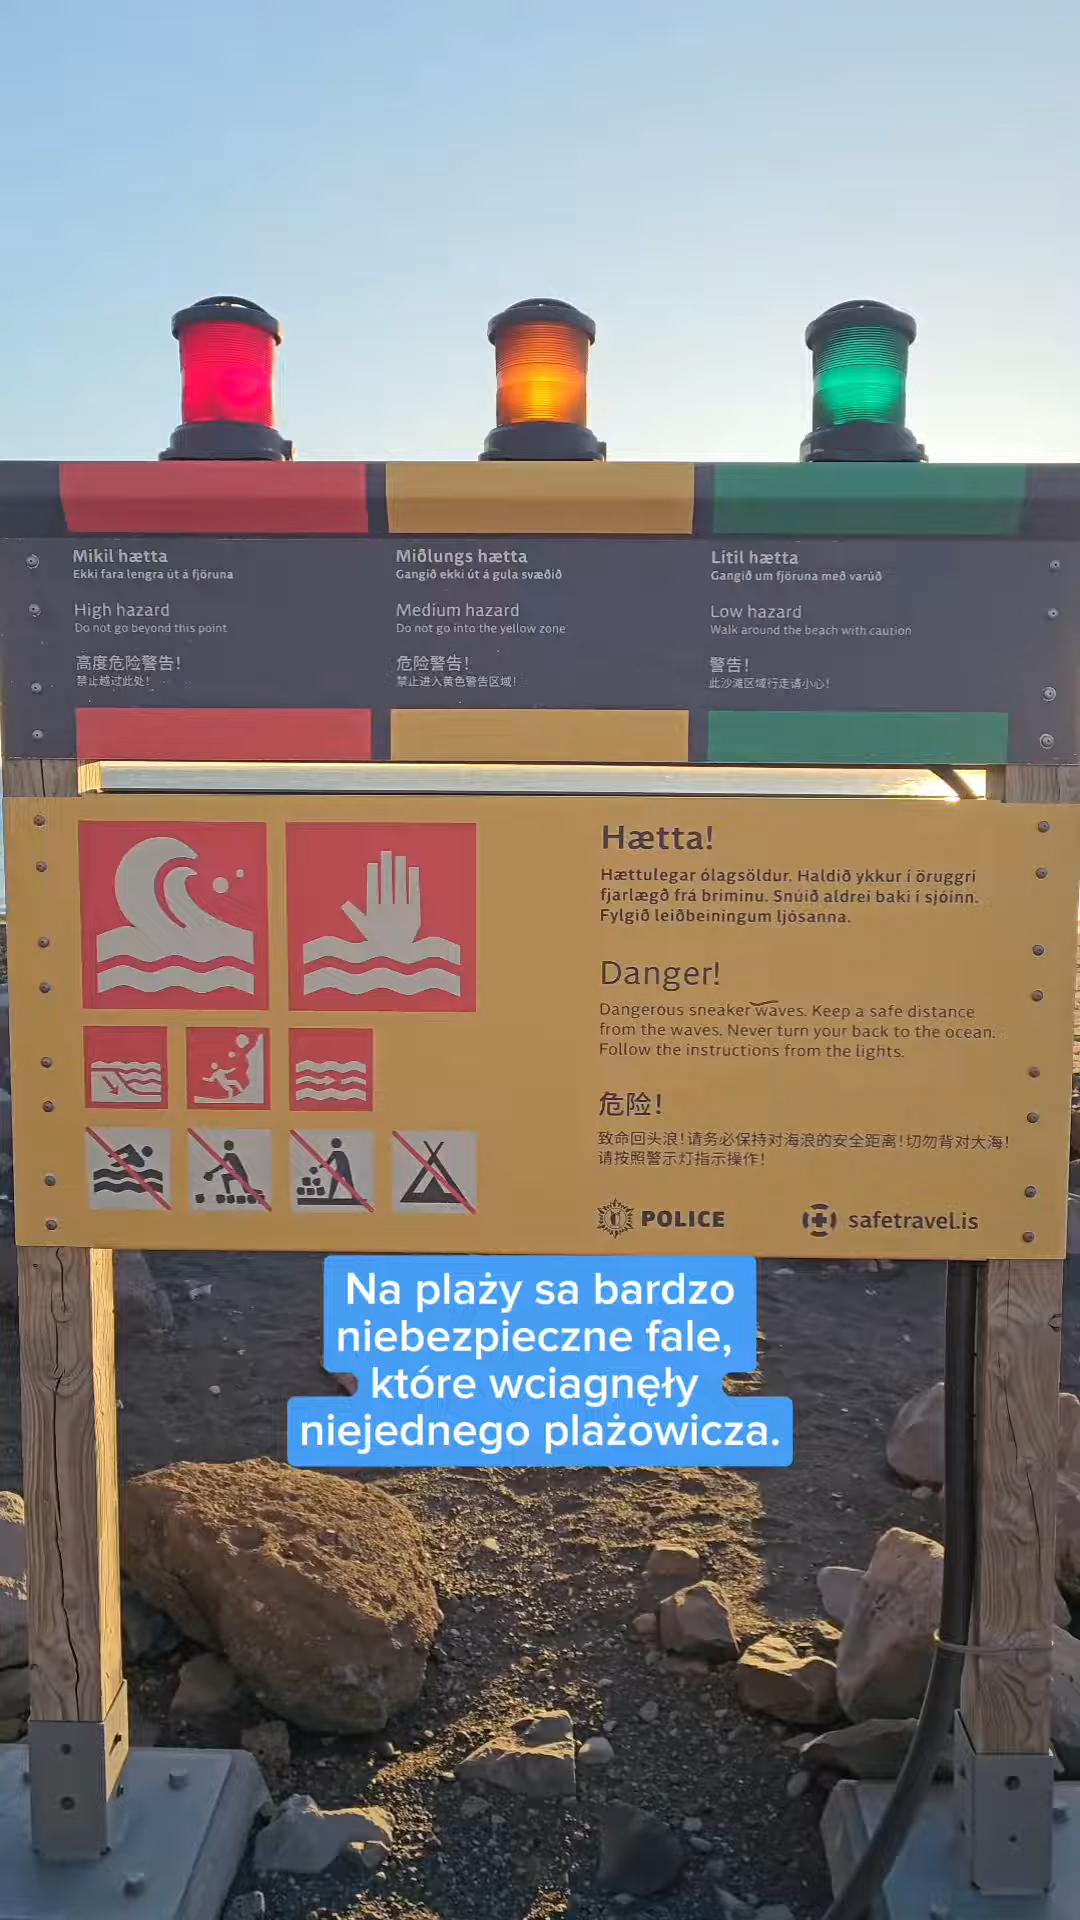 Mikil hætta
Ekki fara lengra út á fjöruna
High hazard
Do not go beyond this point
高度危险警告!
禁止越过此处!
Miðlungs hætta
Gangið ekki út á gula svæðið
Medium hazard
Do not go into the yellow zone
危险警告!
禁止进入黄色警告区域!
Lítil hætta
Gangið um fjöruna með varúð
Low hazard
Walk around the beach with caution
警告!
此沙滩区域行走请小心!
Hætta!
Hættulegar ólagsöldur. Haldið ykkur í öruggri
fjarlægð frá briminu. Snúið aldrei baki í sjóinn.
Fylgið leiðbeiningum ljósanna.
Danger!
Dangerous sneaker waves. Keep a safe distance
from the waves. Never turn your back to the ocean.
Follow the instructions from the lights.
危险!
致命回头浪!请务必保持对海浪的安全距离!切勿背对大海!
请按照警示灯指示操作!
POLICE
safetravel.is
Na plaży sa bardzo
niebezpieczne fale,
które wciagnęły
niejednego plażowicza.